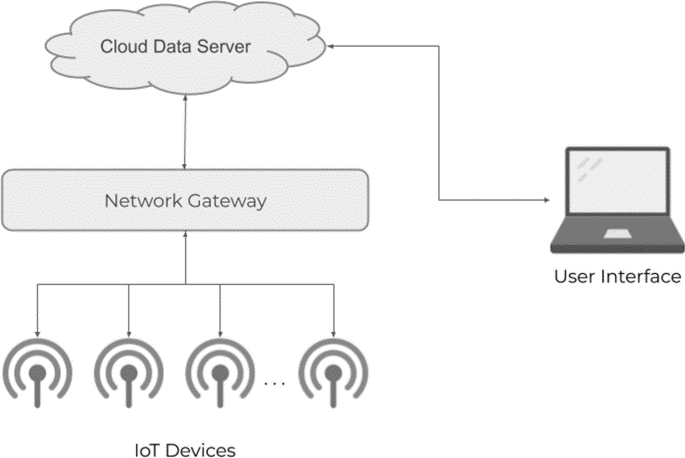 Cloud Data Server
Network Gateway
User Interface
...
IoT Devices